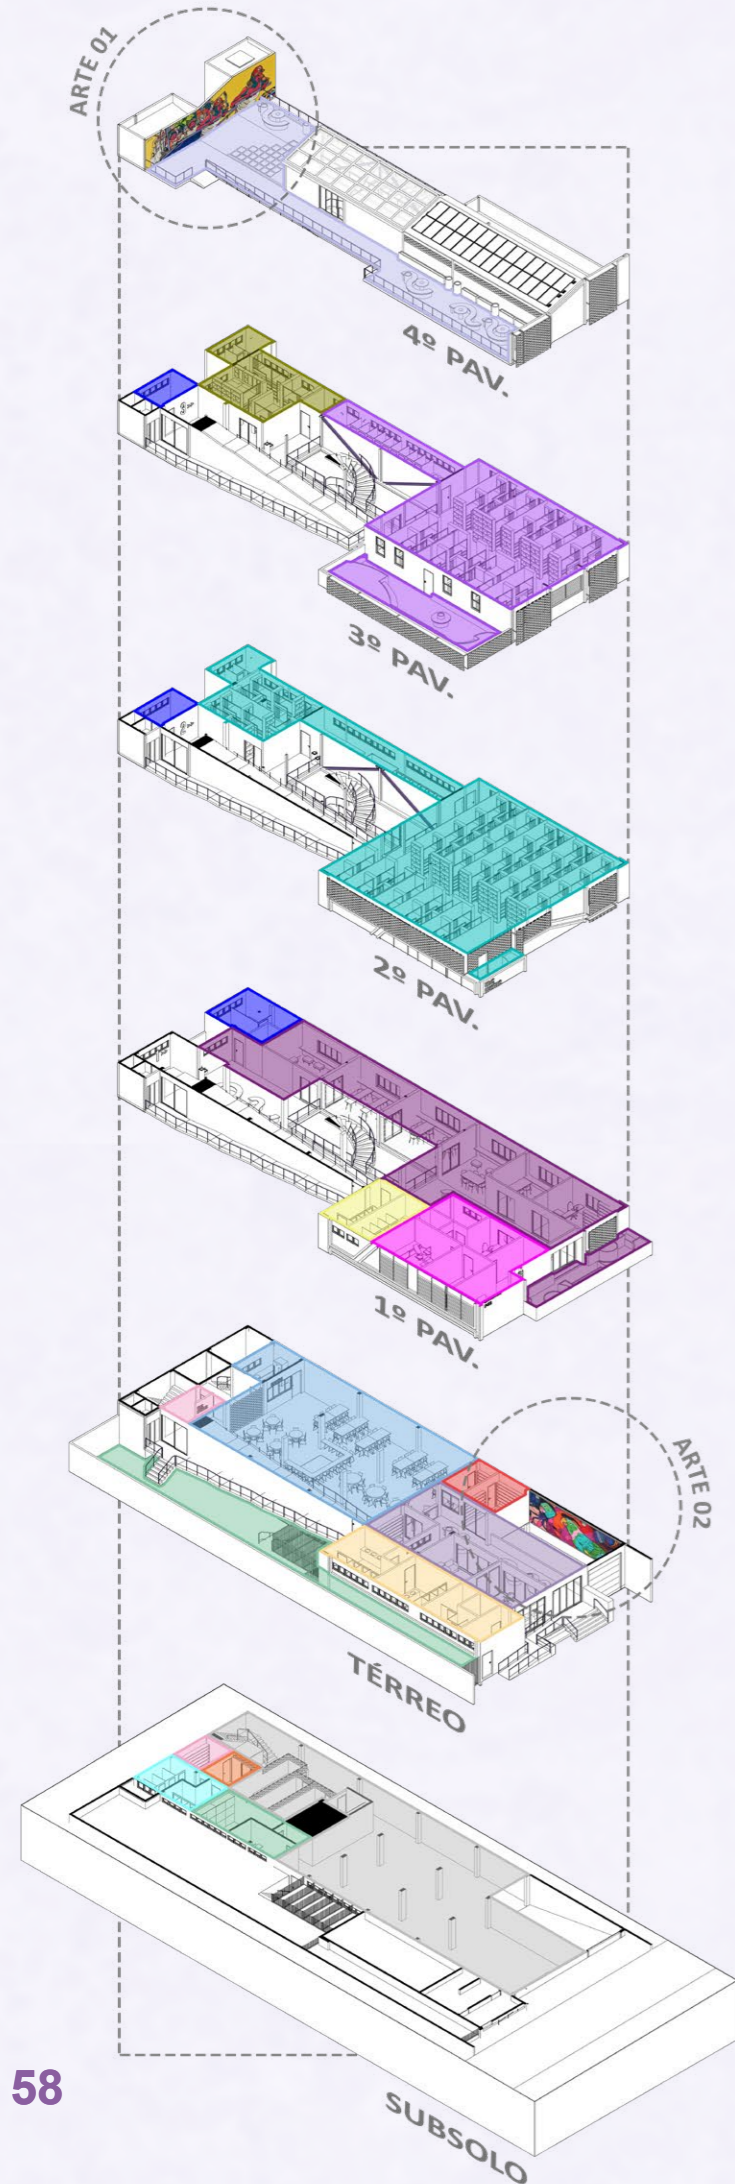 ARTE 01
4º PAV.
3º PAV.
2º PAV.
1º PAV.
ARTE 02
TÉRREO
58
SUBSOLO